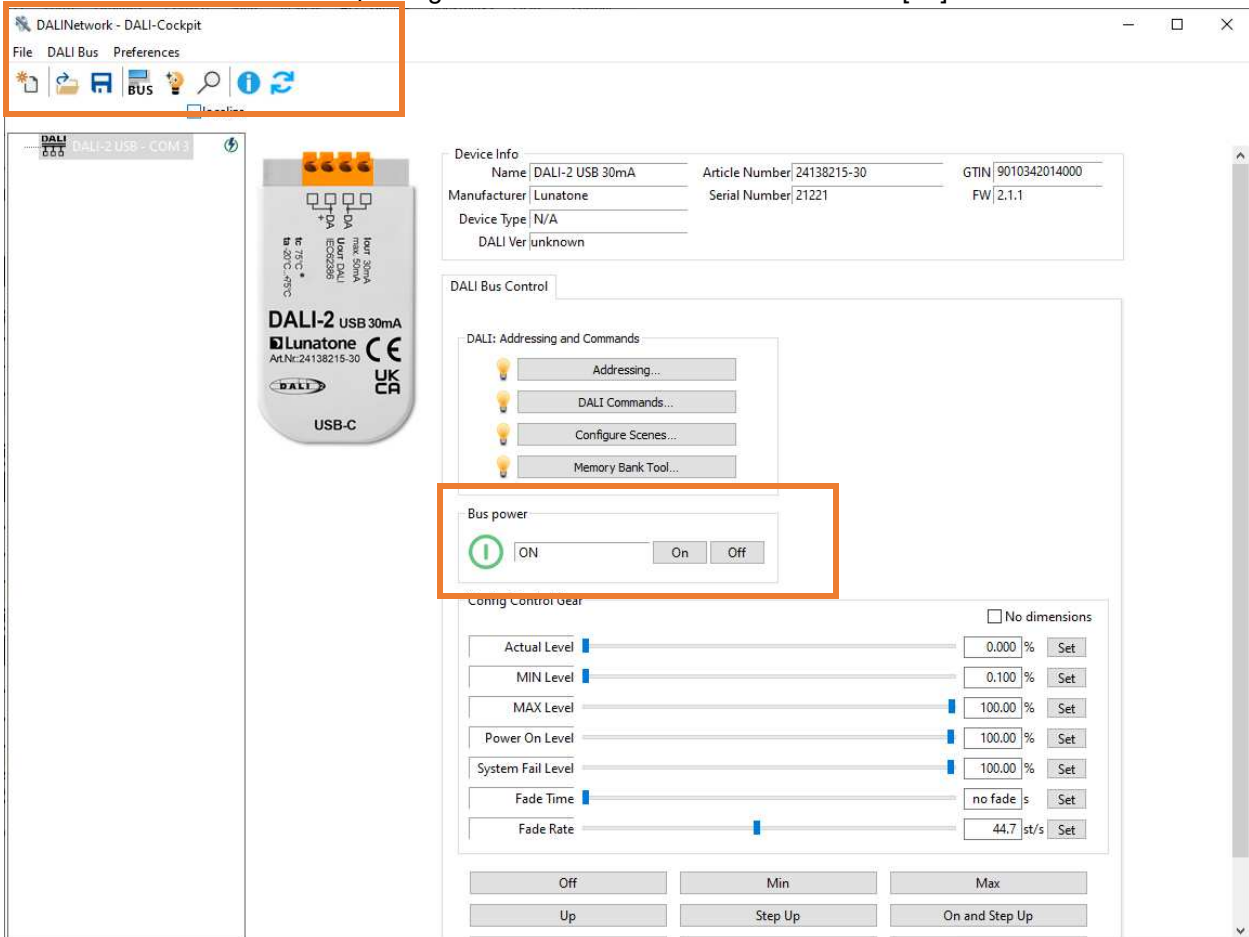 DALINetwork - DALI-Cockpit
File DALI Bus Preferences
BUS
DALI
DALI-2 USB - COM 3
+DA -DA
Iout 30mA
max. 50mA
Uout DALI
IEC62386
tc 75°C •
ta -20°C...+75°C
DALI-2 USB 30mA
Lunatone CE
Art.Nr.:24138215-30
DALI 2 UK
CA
USB-C
Device Info
Name DALI-2 USB 30mA Article Number 24138215-30 GTIN 9010342014000
Manufacturer Lunatone Serial Number 21221 FW 2.1.1
Device Type N/A
DALI Ver unknown
DALI Bus Control
DALI: Addressing and Commands
Addressing...
DALI Commands...
Configure Scenes...
Memory Bank Tool...
Bus power
ON On Off
Config Control Gear
No dimensions
Actual Level 0.000 % Set
MIN Level 0.100 % Set
MAX Level 100.00 % Set
Power On Level 100.00 % Set
System Fail Level 100.00 % Set
Fade Time no fade s Set
Fade Rate 44.7 st/s Set
Off Min Max
Up Step Up On and Step Up